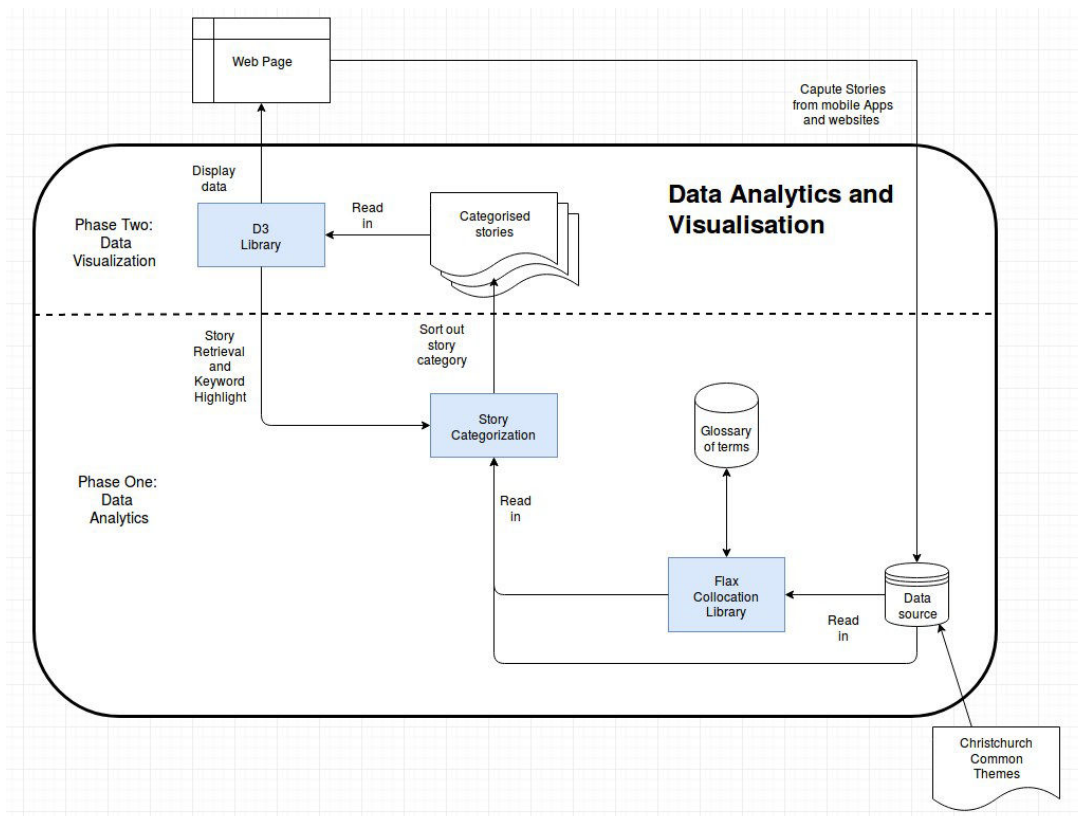 Web Page
Capute Stories
from mobile Apps
and websites
Display
data
Data Analytics and
Visualisation
Phase Two:
Data
Visualization
D3
Library
Read
in
Categorised
stories
Story
Retrieval
and
Keyword
Highlight
Sort out
story
category
Story
Categorization
Glossary
of terms
Phase One:
Data
Analytics
Read
in
Flax
Collocation
Library
Read
in
Data
source
Christchurch
Common
Themes